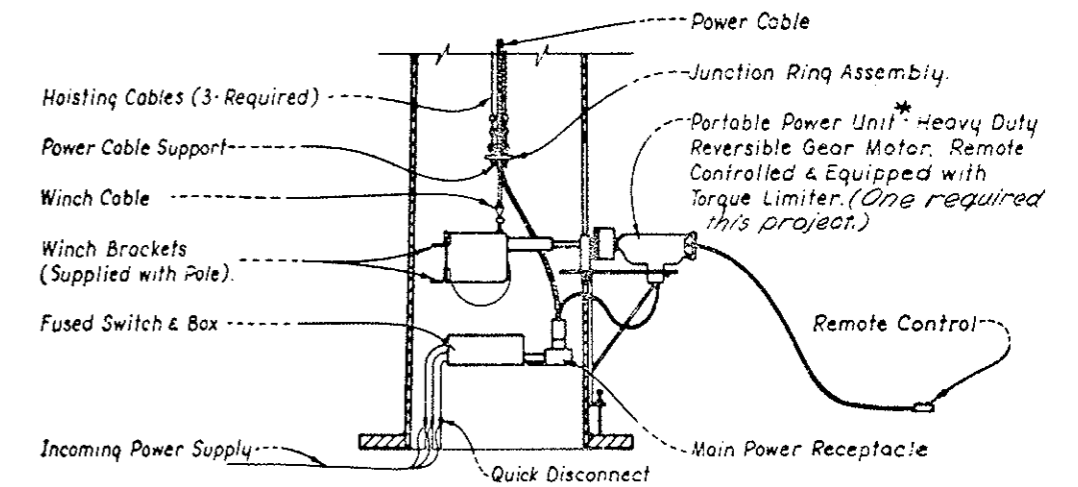 Power Cable
Junction Ring Assembly.
Hoisting Cables (3-Required)
Portable Power Unit* - Heavy Duty
Reversible Gear Motor. Remote
Controlled & Equipped with
Torque Limiter. (One required
this project.)
Power Cable Support
Winch Cable
Winch Brackets
(Supplied with Pole).
Fused Switch & Box
Remote Control
Incoming Power Supply
Main Power Receptacle
Quick Disconnect